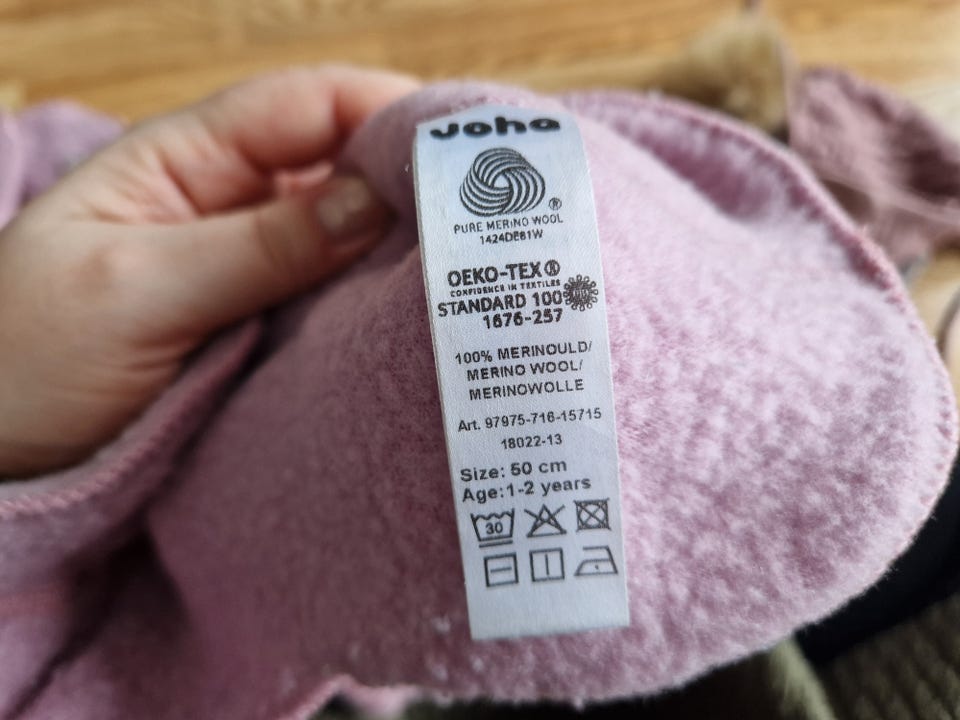 Joha
®
PURE MERINO WOOL
1424DE81W
OEKO-TEX®
CONFIDENCE IN TEXTILES
STANDARD 100
1676-257
100% MERINOULD/
MERINO WOOL/
MERINOWOLLE
Art. 97975-716-15715
18022-13
Size: 50 cm
Age: 1-2 years
30